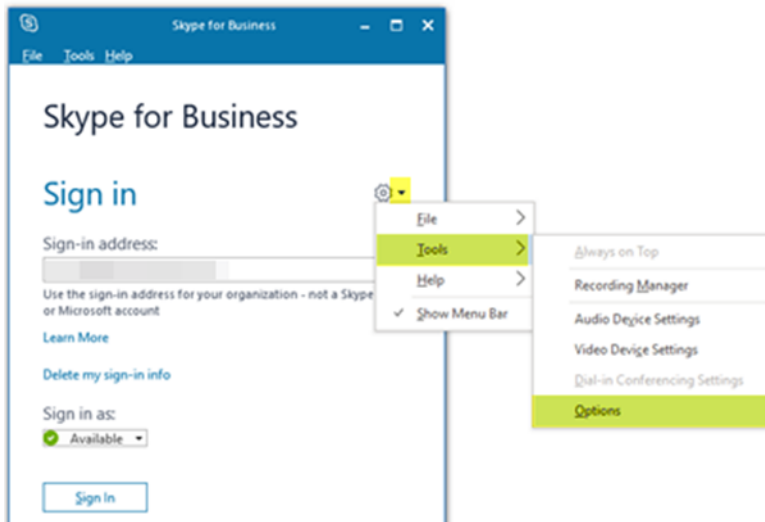 Skype for Business
File Tools Help
Skype for Business
Sign in
File
Tools
Help
Show Menu Bar
Always on Top
Recording Manager
Audio Device Settings
Video Device Settings
Dial-in Conferencing Settings
Options
Sign-in address:
Use the sign-in address for your organization - not a Skype
or Microsoft account
Learn More
Delete my sign-in info
Sign in as:
Available
Sign In